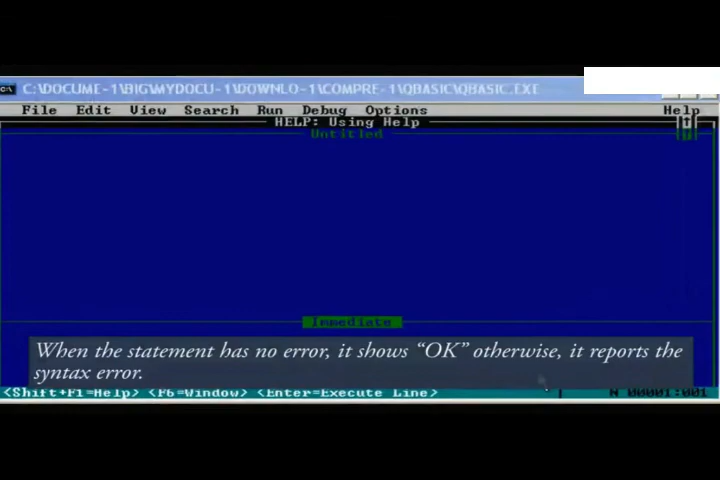 C:\DOCUME~1\BIG\MYDOCU~1\DOWNLO~1\COMPRE~1\QBASIC\QBASIC.EXE
File Edit View Search Run Debug Options Help
HELP: Using Help
Untitled
Immediate
When the statement has no error, it shows “OK” otherwise, it reports the
syntax error.
<Shift+F1=Help> <F6=Window> <Enter=Execute Line> N 00001:001